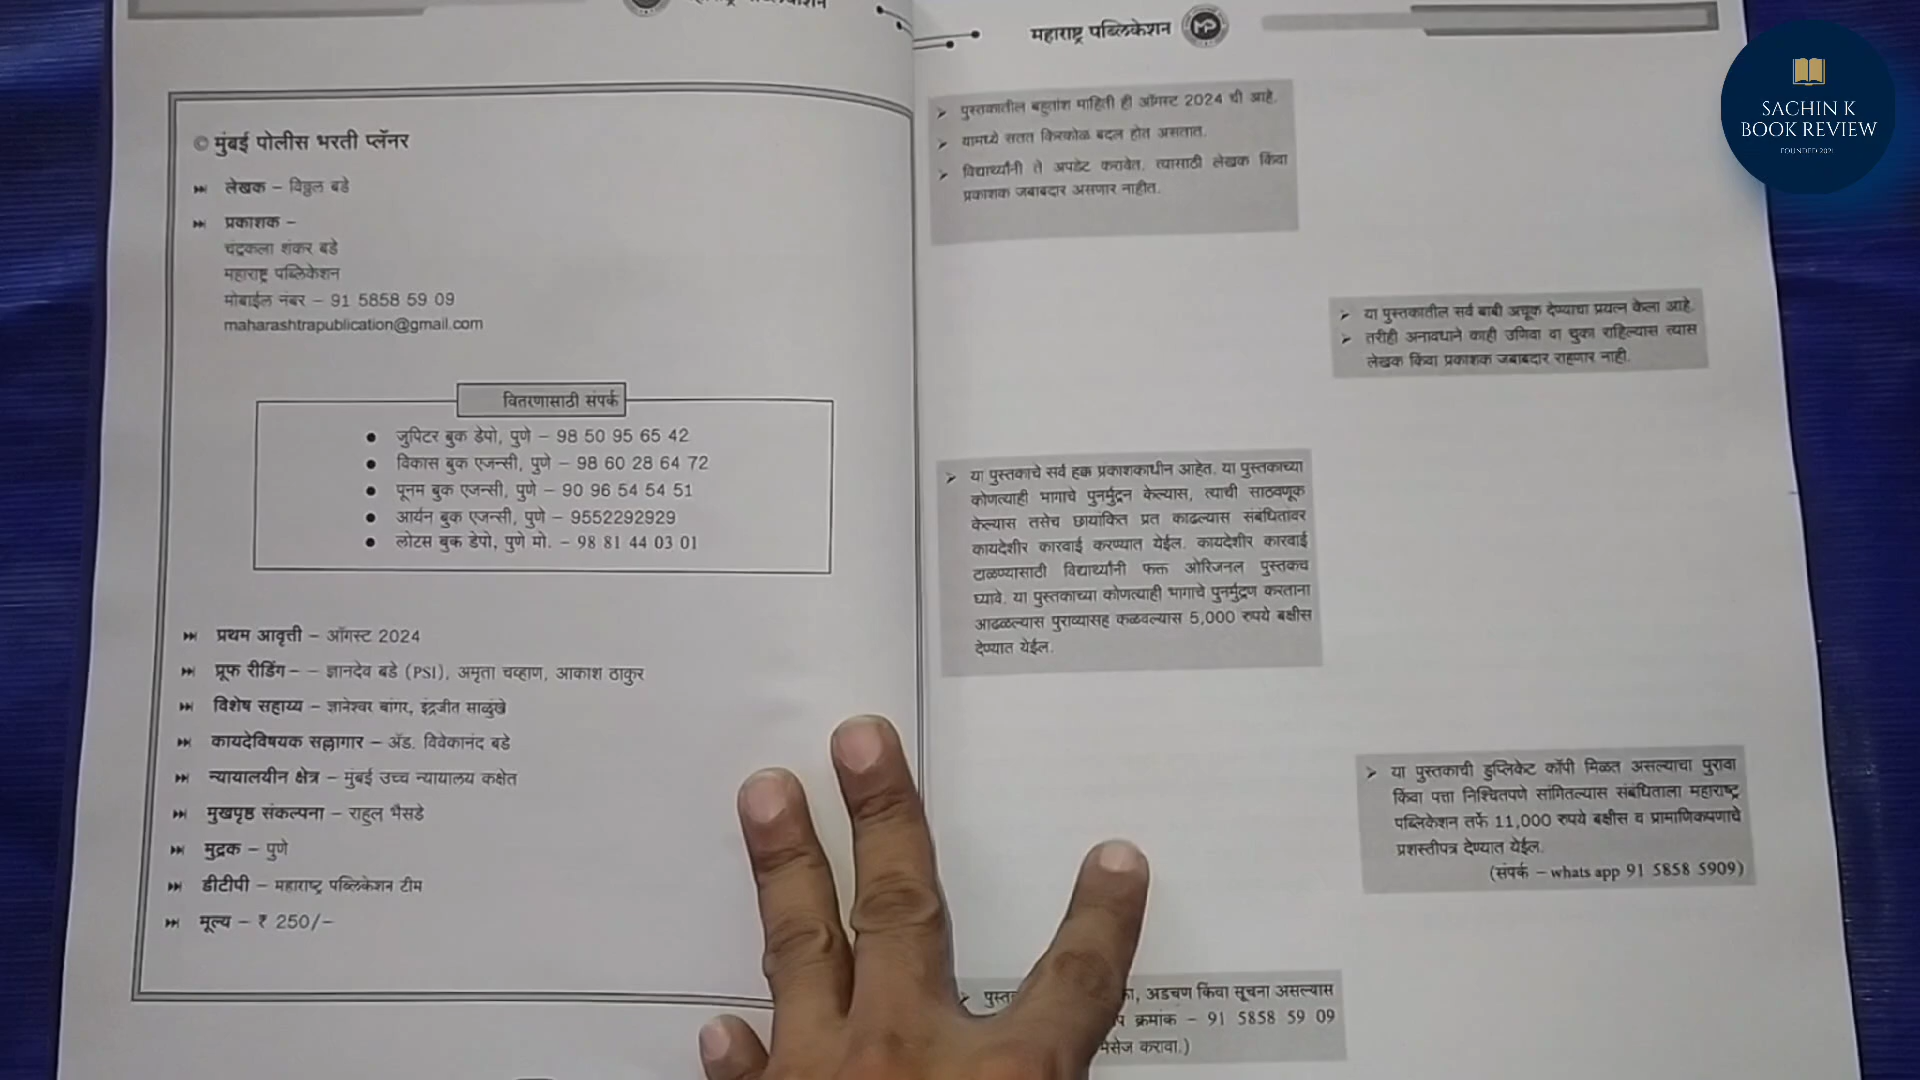 महाराष्ट्र पब्लिकेशन
MP
SACHIN K
BOOK REVIEW
FOUNDED 2021
© मुंबई पोलीस भरती प्लॅनर
लेखक – विठ्ठल बडे
प्रकाशक –
चंद्रकला शंकर बडे
महाराष्ट्र पब्लिकेशन
मोबाईल नंबर – 91 5858 59 09
maharashtrapublication@gmail.com
वितरणासाठी संपर्क
● जुपिटर बुक डेपो, पुणे – 98 50 95 65 42
● विकास बुक एजन्सी, पुणे – 98 60 28 64 72
● पूनम बुक एजन्सी, पुणे – 90 96 54 54 51
● आर्यन बुक एजन्सी, पुणे – 9552292929
● लोटस बुक डेपो, पुणे मो. – 98 81 44 03 01
प्रथम आवृत्ती – ऑगस्ट 2024
प्रूफ रीडिंग – – ज्ञानदेव बडे (PSI), अमृता चव्हाण, आकाश ठाकुर
विशेष सहाय्य – ज्ञानेश्वर बांगर, इंद्रजीत साळुंखे
कायदेविषयक सल्लागार – ॲड. विवेकानंद बडे
न्यायालयीन क्षेत्र – मुंबई उच्च न्यायालय कक्षेत
मुखपृष्ठ संकल्पना – राहुल भैसडे
मुद्रक – पुणे
डीटीपी – महाराष्ट्र पब्लिकेशन टीम
मूल्य – ₹ 250/–
पुस्तकातील बहुतांश माहिती ही ऑगस्ट 2024 ची आहे.
यामध्ये सतत किरकोळ बदल होत असतात.
विद्यार्थ्यांनी ते अपडेट करावेत. त्यासाठी लेखक किंवा
प्रकाशक जबाबदार असणार नाहीत.
या पुस्तकातील सर्व बाबी अचूक देण्याचा प्रयत्न केला आहे.
तरीही अनावधाने काही उणिवा वा चुका राहिल्यास त्यास
लेखक किंवा प्रकाशक जबाबदार राहणार नाही.
या पुस्तकाचे सर्व हक्क प्रकाशकाधीन आहेत. या पुस्तकाच्या
कोणत्याही भागाचे पुनर्मुद्रन केल्यास, त्याची साठवणूक
केल्यास तसेच छायांकित प्रत काढल्यास संबंधितांवर
कायदेशीर कारवाई करण्यात येईल. कायदेशीर कारवाई
टाळण्यासाठी विद्यार्थ्यांनी फक्त ओरिजनल पुस्तकच
घ्यावे. या पुस्तकाच्या कोणत्याही भागाचे पुनर्मुद्रण करताना
आढळल्यास पुराव्यासह कळवल्यास 5,000 रुपये बक्षीस
देण्यात येईल.
या पुस्तकाची डुप्लिकेट कॉपी मिळत असल्याचा पुरावा
किंवा पत्ता निश्चितपणे सांगितल्यास संबंधिताला महाराष्ट्र
पब्लिकेशन तर्फे 11,000 रुपये बक्षीस व प्रामाणिकपणाचे
प्रशस्तीपत्र देण्यात येईल.
(संपर्क – whats app 91 5858 5909)
अडचण किंवा सूचना असल्यास
क्रमांक – 91 5858 59 09
मेसेज करावा.)